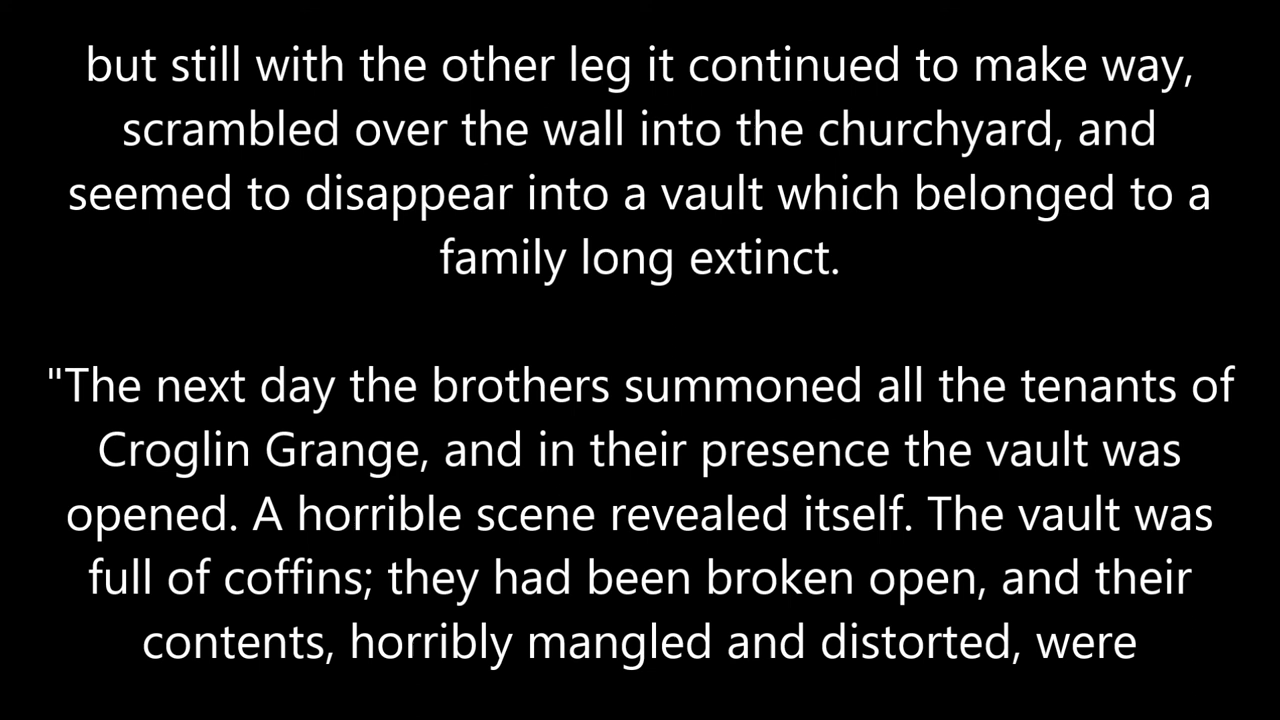 but still with the other leg it continued to make way,
scrambled over the wall into the churchyard, and
seemed to disappear into a vault which belonged to a
family long extinct.
"The next day the brothers summoned all the tenants of
Croglin Grange, and in their presence the vault was
opened. A horrible scene revealed itself. The vault was
full of coffins; they had been broken open, and their
contents, horribly mangled and distorted, were